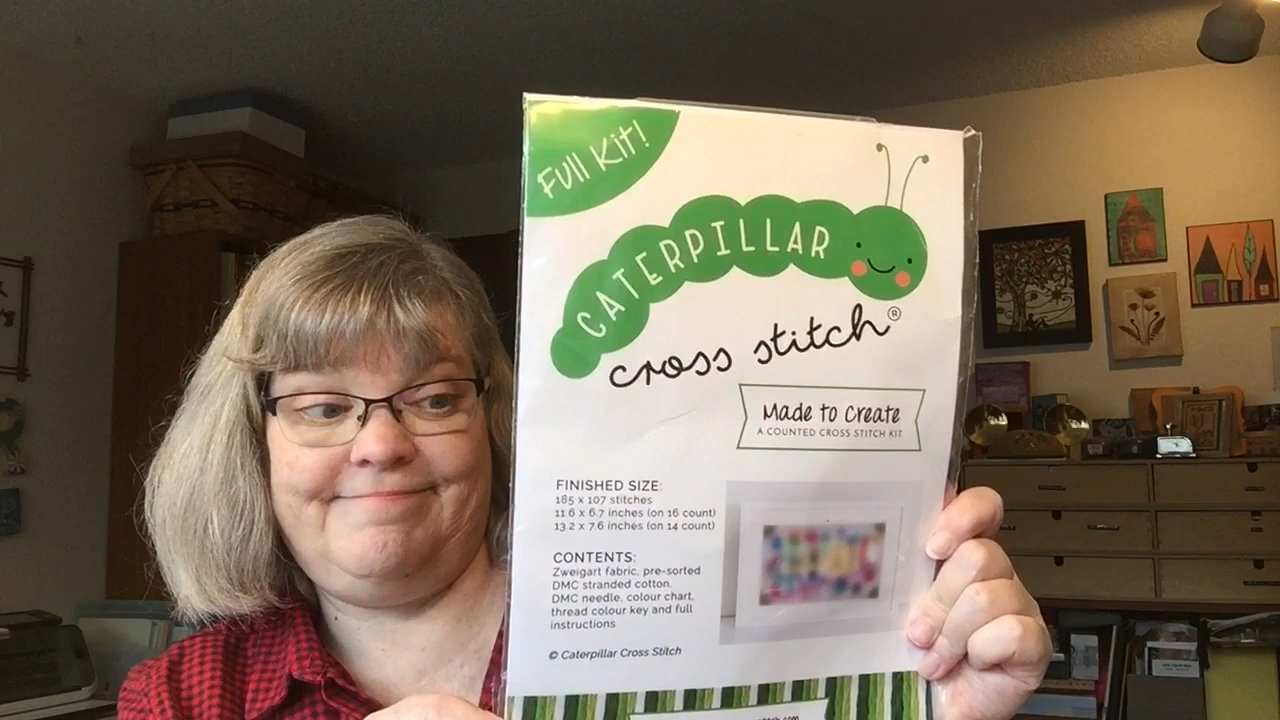 Full Kit!
CATERPILLAR
cross stitch®
Made to Create
A COUNTED CROSS STITCH KIT
FINISHED SIZE:
185 x 107 stitches
11.6 x 6.7 inches (on 16 count)
13.2 x 7.6 inches (on 14 count)
CONTENTS:
Zweigart fabric, pre-sorted
DMC stranded cotton,
DMC needle, colour chart,
thread colour key and full
instructions
© Caterpillar Cross Stitch